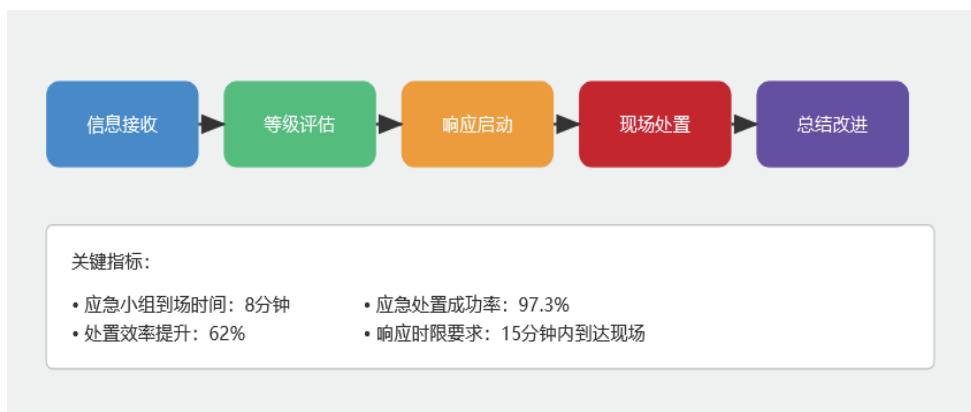 信息接收
等级评估
响应启动
现场处置
总结改进
关键指标：
• 应急小组到场时间：8分钟
• 应急处置成功率：97.3%
• 处置效率提升：62%
• 响应时限要求：15分钟内到达现场